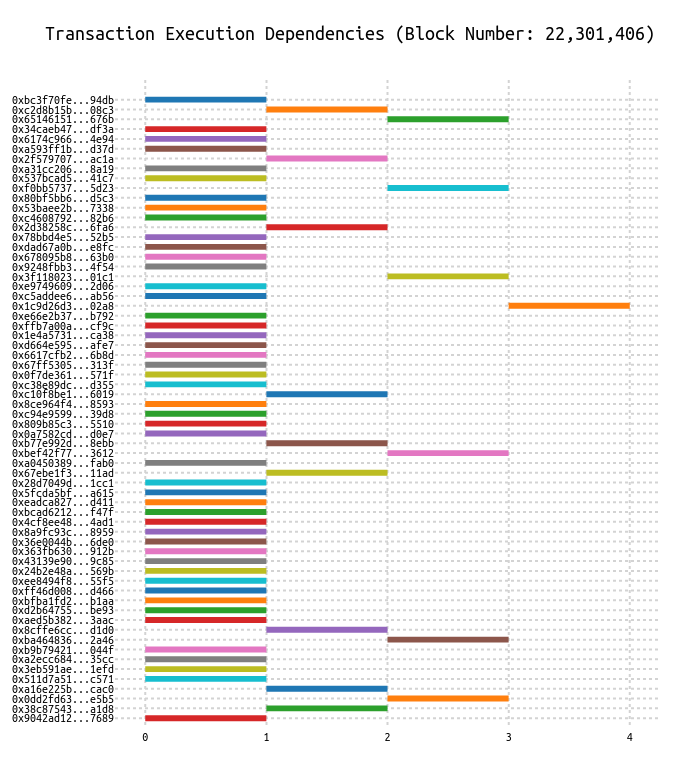 Transaction Execution Dependencies (Block Number: 22,301,406)
0xbc3f70fe...94db
0xc2d8b15b...08c3
0x65146151...676b
0x34caeb47...df3a
0x6174c966...4e94
0xa593ff1b...d37d
0x2f579707...ac1a
0xa31cc206...8a19
0x537bcad5...41c7
0xf0bb5737...5d23
0x80bf5bb6...d5c3
0x53baee2b...7338
0xc4608792...82b6
0x2d38258c...6fa6
0x78bbd4e5...52b5
0xdad67a0b...e8fc
0x678095b8...63b0
0x9248fbb3...4f54
0x3f118023...01c1
0xe9749609...2d06
0xc5addee6...ab56
0x1c9d26d3...02a8
0xe66e2b37...b792
0xffb7a00a...cf9c
0x1e4a5731...ca38
0xd664e595...afe7
0x6617cfb2...6b8d
0x67ff5305...313f
0x0f7de361...571f
0xc38e89dc...d355
0xc10f8be1...6019
0x8ce964f4...8593
0xc94e9599...39d8
0x809b85c3...5510
0x0a7582cd...d0e7
0xb77e992d...8ebb
0xbef42f77...3612
0xa0450389...fab0
0x67ebe1f3...11ad
0x28d7049d...1cc1
0x5fcda5bf...a615
0xeadca827...d411
0xbcad6212...f47f
0x4cf8ee48...4ad1
0x8a9fc93c...8959
0x36e0044b...6de0
0x363fb630...912b
0x43139e90...9c85
0x24b2e48a...569b
0xee8494f8...55f5
0xff46d008...d466
0xbfba1fd2...b1aa
0xd2b64755...be93
0xaed5b382...3aac
0x8cffe6cc...d1d0
0xba464836...2a46
0xb9b79421...044f
0xa2ecc684...35cc
0x3eb591ae...1efd
0x511d7a51...c571
0xa16e225b...cac0
0x0dd2fd63...e5b5
0x38c87543...a1d8
0x9042ad12...7689
0 1 2 3 4